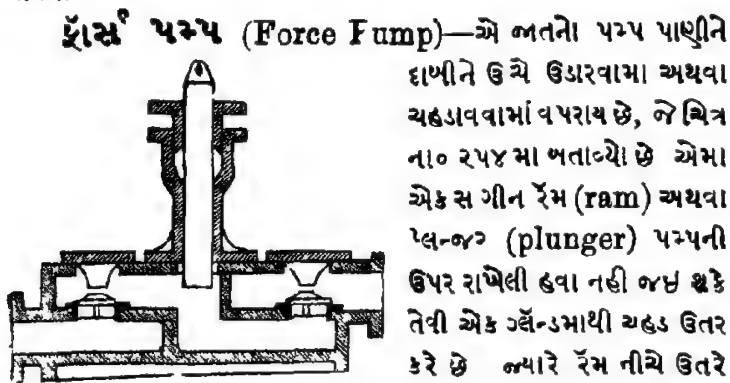 ફૉર્સ પમ્પ (Force Pump)—એ જાતનો પમ્પ પાણીને
દાબીને ઉચે ઉડારવામા અથવા
ચહડાવવામાં વપરાય છે, જે ચિત્ર
ના૦ ૨૫૪ મા બતાવ્યો છે એમા
એક સ ગીન રૅમ (ram) અથવા
પ્લન્જર (plunger) પમ્પની
ઉપર રાખેલી હવા નહી જઇ શકે
તેવી એક ગ્લૅન્ડમાથી ચહડ ઉતર
કરે છે જ્યારે રૅમ નીચે ઉતરે